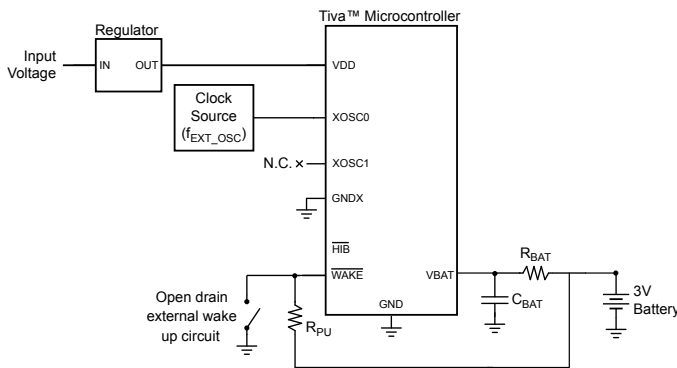 Tiva™ Microcontroller
Regulator
Input
Voltage
IN OUT
VDD
Clock
Source
(fEXT_OSC)
XOSC0
N.C.
XOSC1
GNDX
HIB
WAKE
VBAT
RBAT
Open drain
external wake
up circuit
RPU
GND
CBAT
3V
Battery